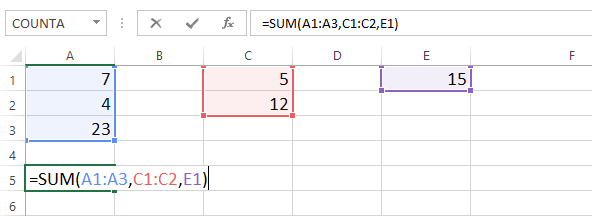 COUNTA fx =SUM(A1:A3,C1:C2,E1)
A B C D E F
1 7 5 15
2 4 12
3 23
4
5 =SUM(A1:A3,C1:C2,E1)
6